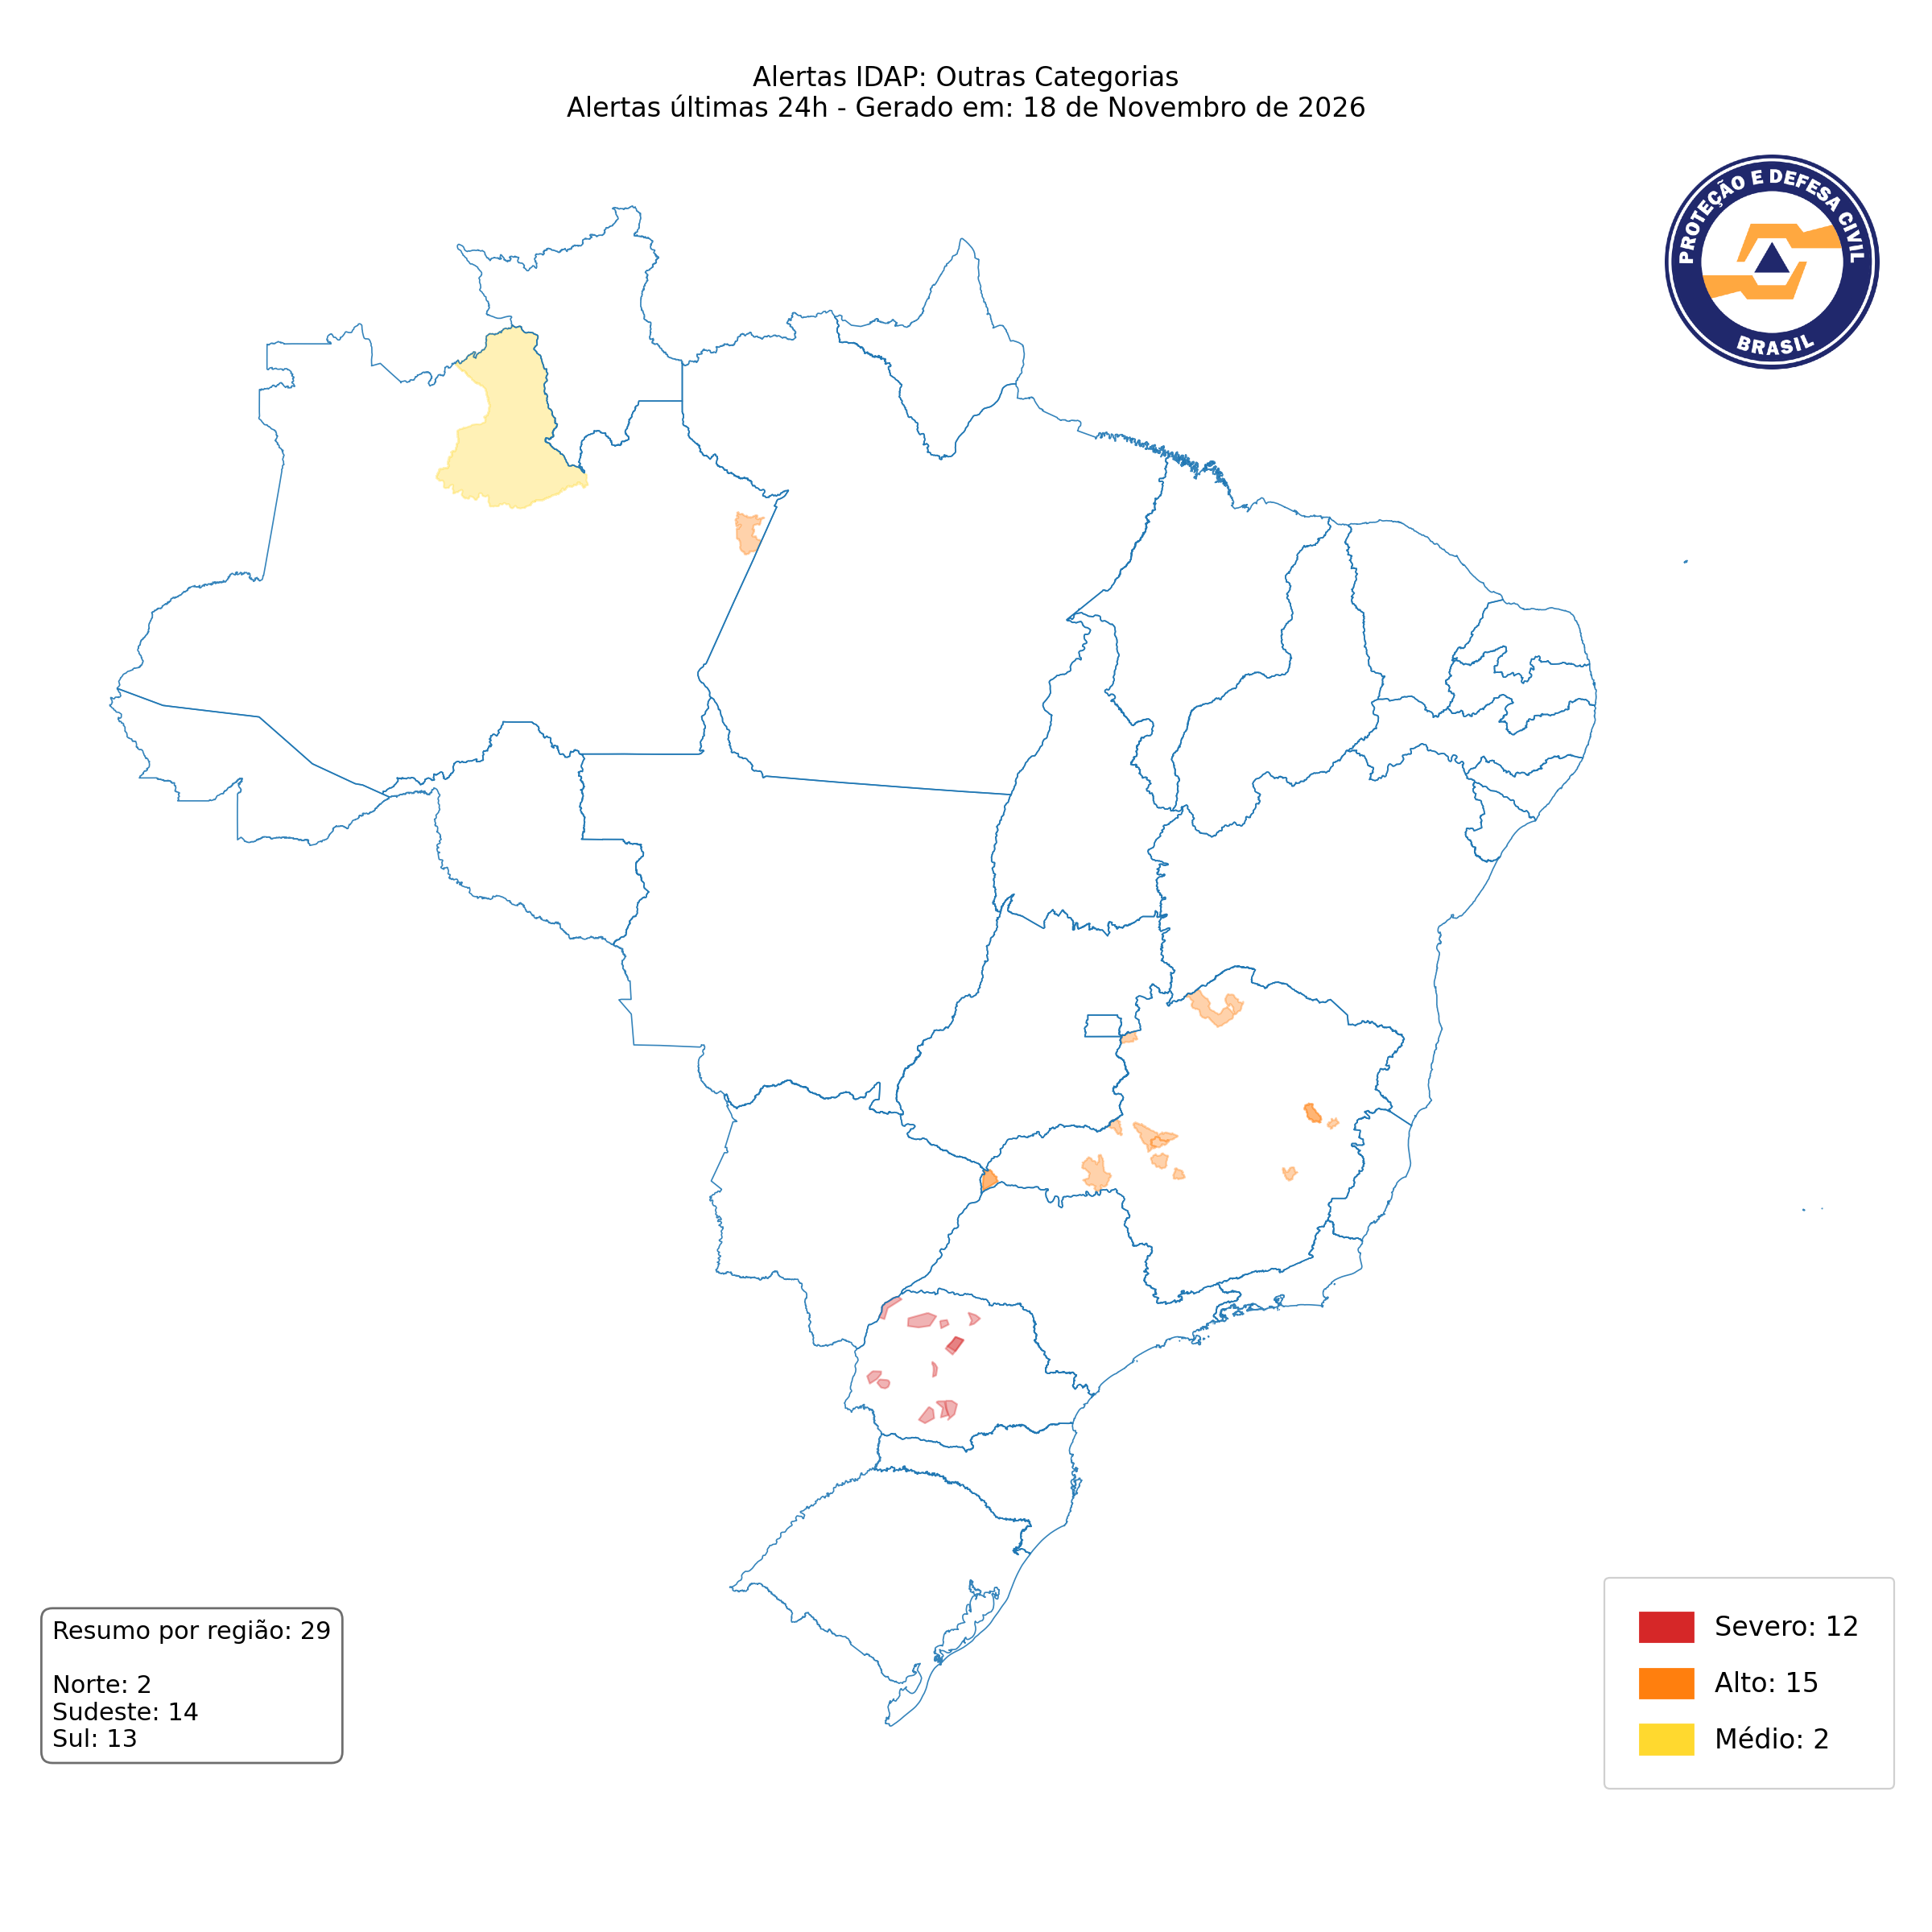 Alertas IDAP: Outras Categorias
Alertas últimas 24h - Gerado em: 18 de Novembro de 2026
PROTEÇÃO E DEFESA CIVIL
BRASIL
Resumo por região: 29
Norte: 2
Sudeste: 14
Sul: 13
Severo: 12
Alto: 15
Médio: 2